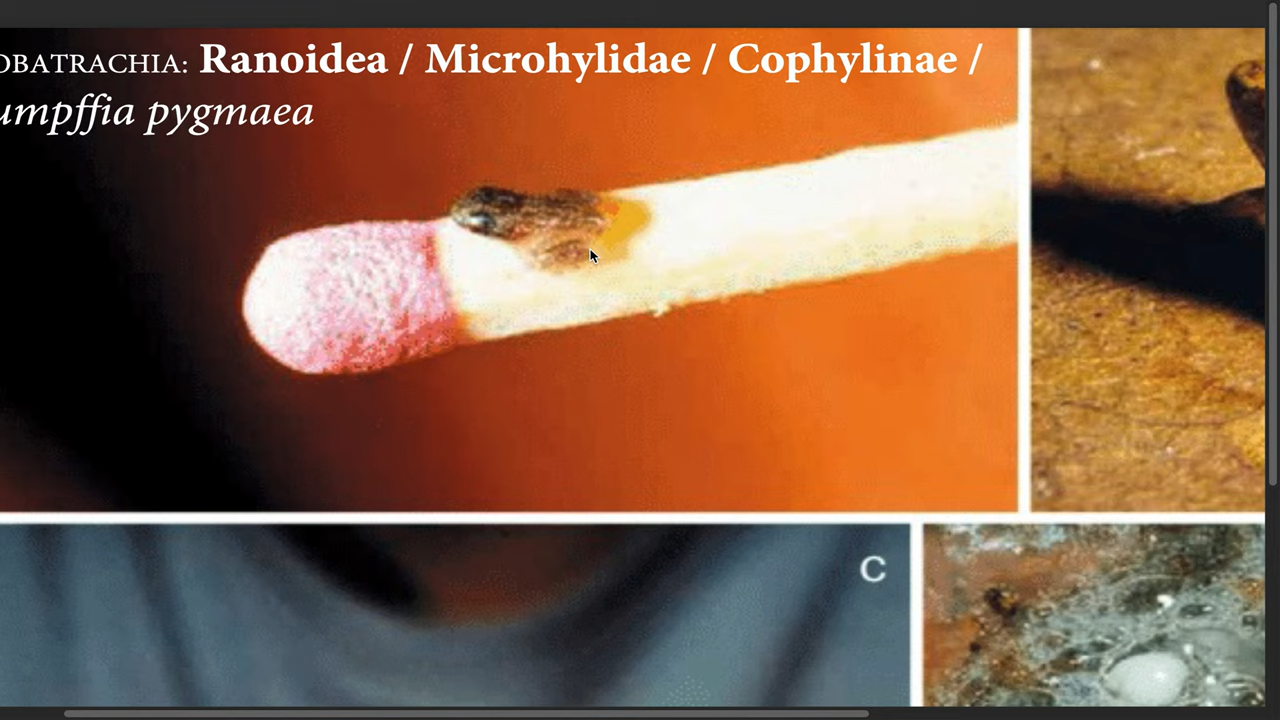 OBATRACHIA: Ranoidea / Microhylidae / Cophylinae /
umpffia pygmaea
C